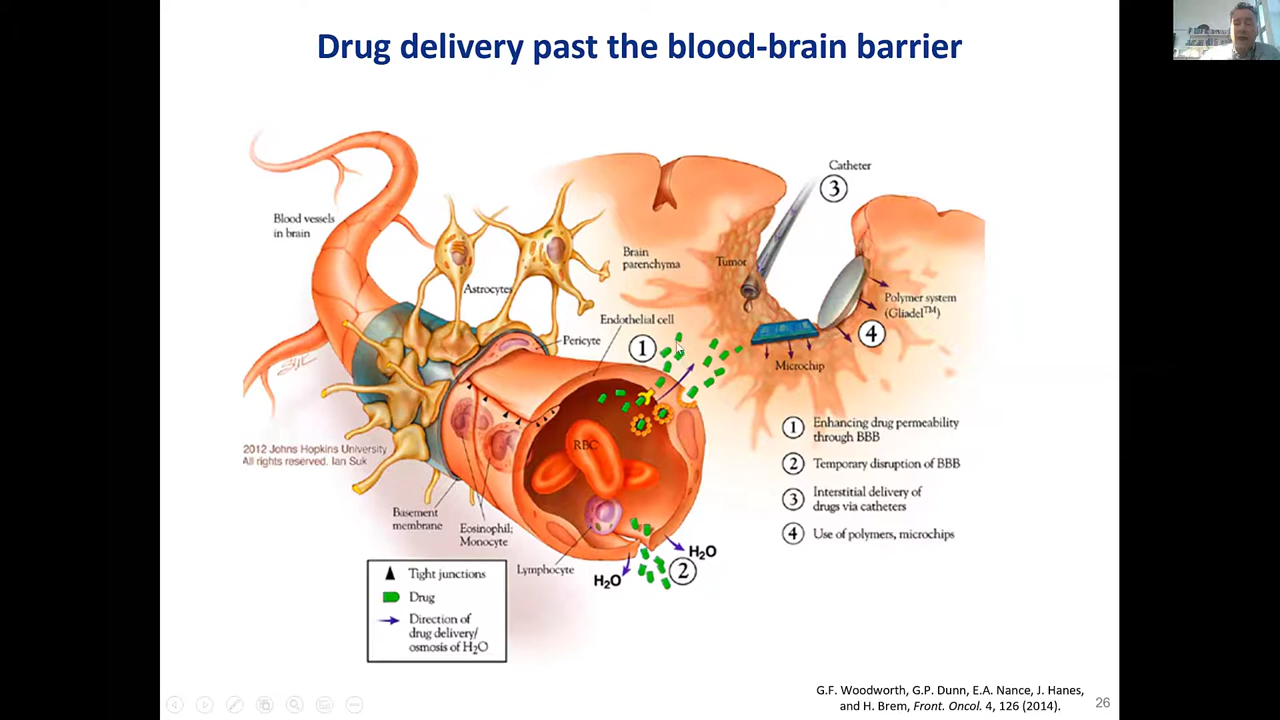 Drug delivery past the blood-brain barrier
Catheter
3
Blood vessels
in brain
Brain
parenchyma
Tumor
Astrocytes
Polymer system
(Gliadel™)
Endothelial cell
4
Pericyte
1
Microchip
1 Enhancing drug permeability
through BBB
2 Temporary disruption of BBB
3 Interstitial delivery of
drugs via catheters
4 Use of polymers, microchips
RBC
2012 Johns Hopkins University
All rights reserved. Ian Suk
Basement
membrane
Eosinophil;
Monocyte
Lymphocyte
H₂O
H₂O
2
Tight junctions
Drug
Direction of
drug delivery/
osmosis of H₂O
G.F. Woodworth, G.P. Dunn, E.A. Nance, J. Hanes,
and H. Brem, Front. Oncol. 4, 126 (2014).
26